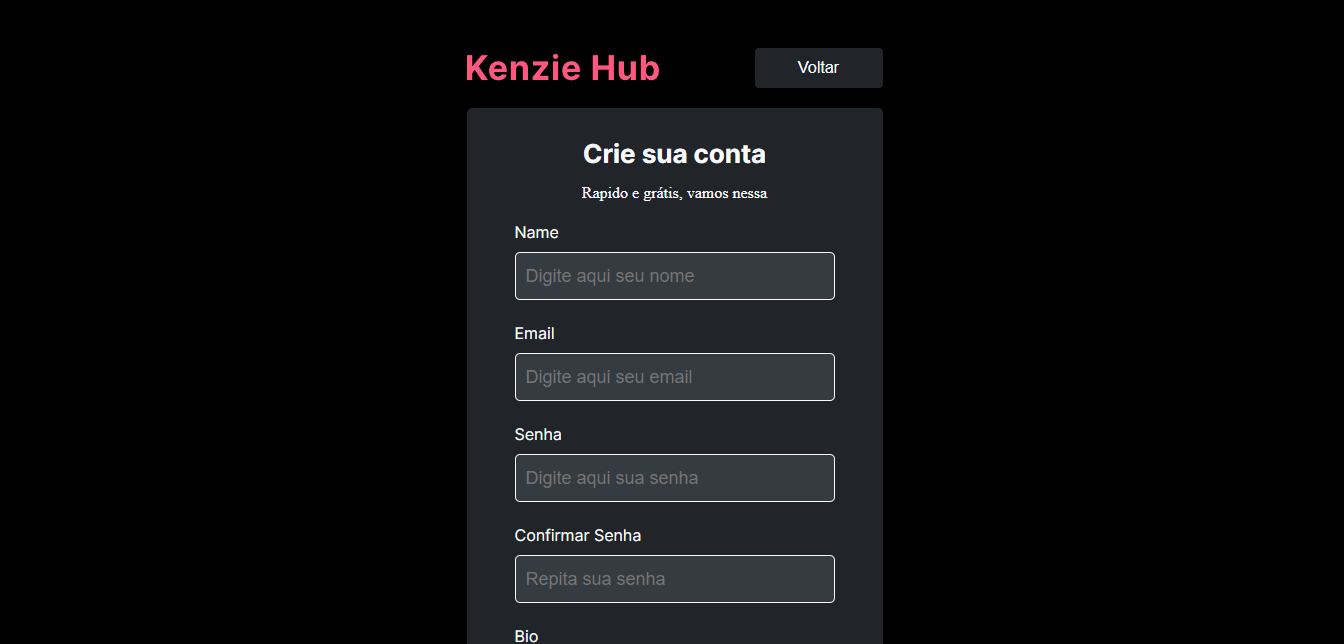 Kenzie Hub
Voltar
Crie sua conta
Rapido e grátis, vamos nessa
Name
Digite aqui seu nome
Email
Digite aqui seu email
Senha
Digite aqui sua senha
Confirmar Senha
Repita sua senha
Bio